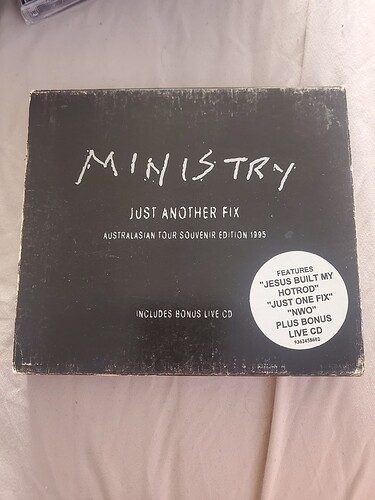 MINISTRY
JUST ANOTHER FIX
AUSTRALASIAN TOUR SOUVENIR EDITION 1995
INCLUDES BONUS LIVE CD
FEATURES
"JESUS BUILT MY
HOTROD"
"JUST ONE FIX"
"NWO"
PLUS BONUS
LIVE CD
9362458602